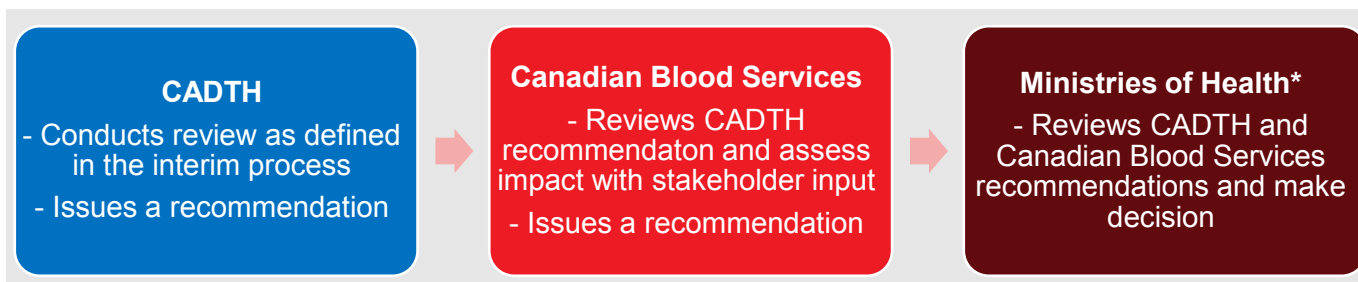 CADTH
- Conducts review as defined
in the interim process
- Issues a recommendation
Canadian Blood Services
- Reviews CADTH
recommendaton and assess
impact with stakeholder input
- Issues a recommendation
Ministries of Health*
- Reviews CADTH and
Canadian Blood Services
recommendations and make
decision